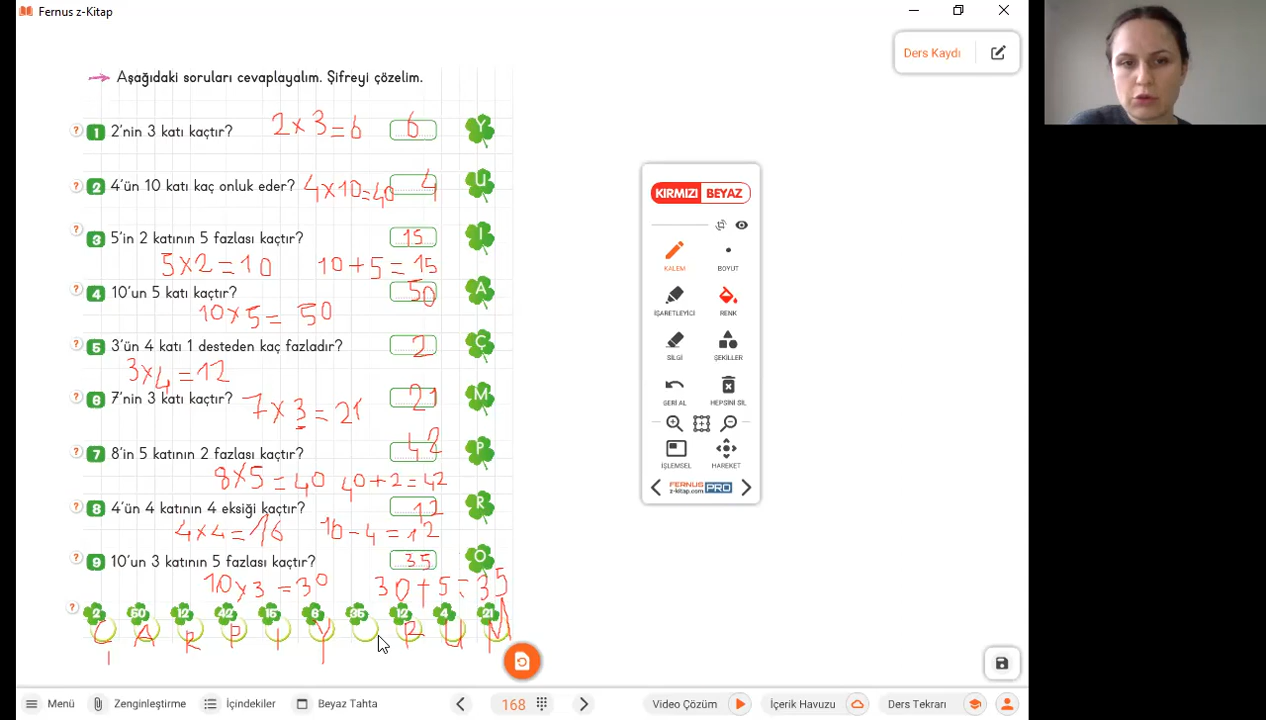 Fernus z-Kitap
Ders Kaydı
Aşağıdaki soruları cevaplayalım. Şifreyi çözelim.
? 1 2'nin 3 katı kaçtır? 2x3=6 6 Y
? 2 4'ün 10 katı kaç onluk eder? 4x10=40 4 U
? 3 5'in 2 katının 5 fazlası kaçtır? 15 I
5x2=10 10+5=15
? 4 10'un 5 katı kaçtır? 50 A
10x5= 50
? 5 3'ün 4 katı 1 desteden kaç fazladır? 2 Ç
3x4=12
? 6 7'nin 3 katı kaçtır? 7x3=21 21 M
? 7 8'in 5 katının 2 fazlası kaçtır? 42 P
8x5=40 40+2=42
? 8 4'ün 4 katının 4 eksiği kaçtır? 12 R
4x4=16 16-4=12
? 9 10'un 3 katının 5 fazlası kaçtır? 35 O
10x3=30 30+5=35
? 2 50 12 42 15 6 35 12 4 21
Ç A R P I Y R U M
KIRMIZI BEYAZ
KALEM BOYUT
İŞARETLEYİCİ RENK
SİLGİ ŞEKİLLER
GERİ AL HEPSİNİ SİL
İŞLEMSEL HAREKET
FERNUS z-kitap.com PRO
Menü Zenginleştirme İçindekiler Beyaz Tahta 168 Video Çözüm İçerik Havuzu Ders Tekrarı